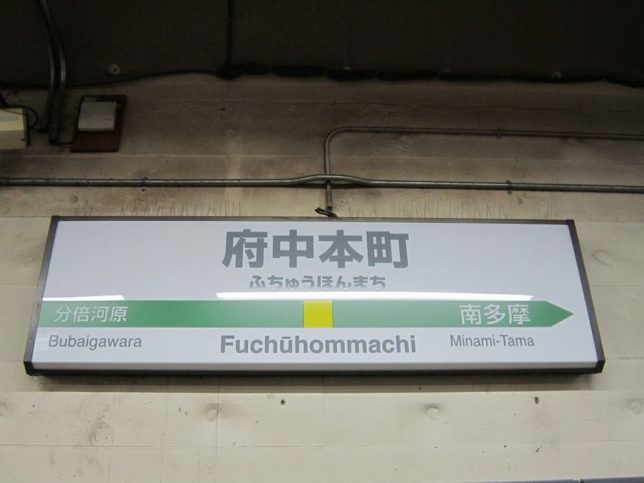 府中本町
ふちゅうほんまち
分倍河原 南多摩
Bubaigawara Fuchūhommachi Minami-Tama